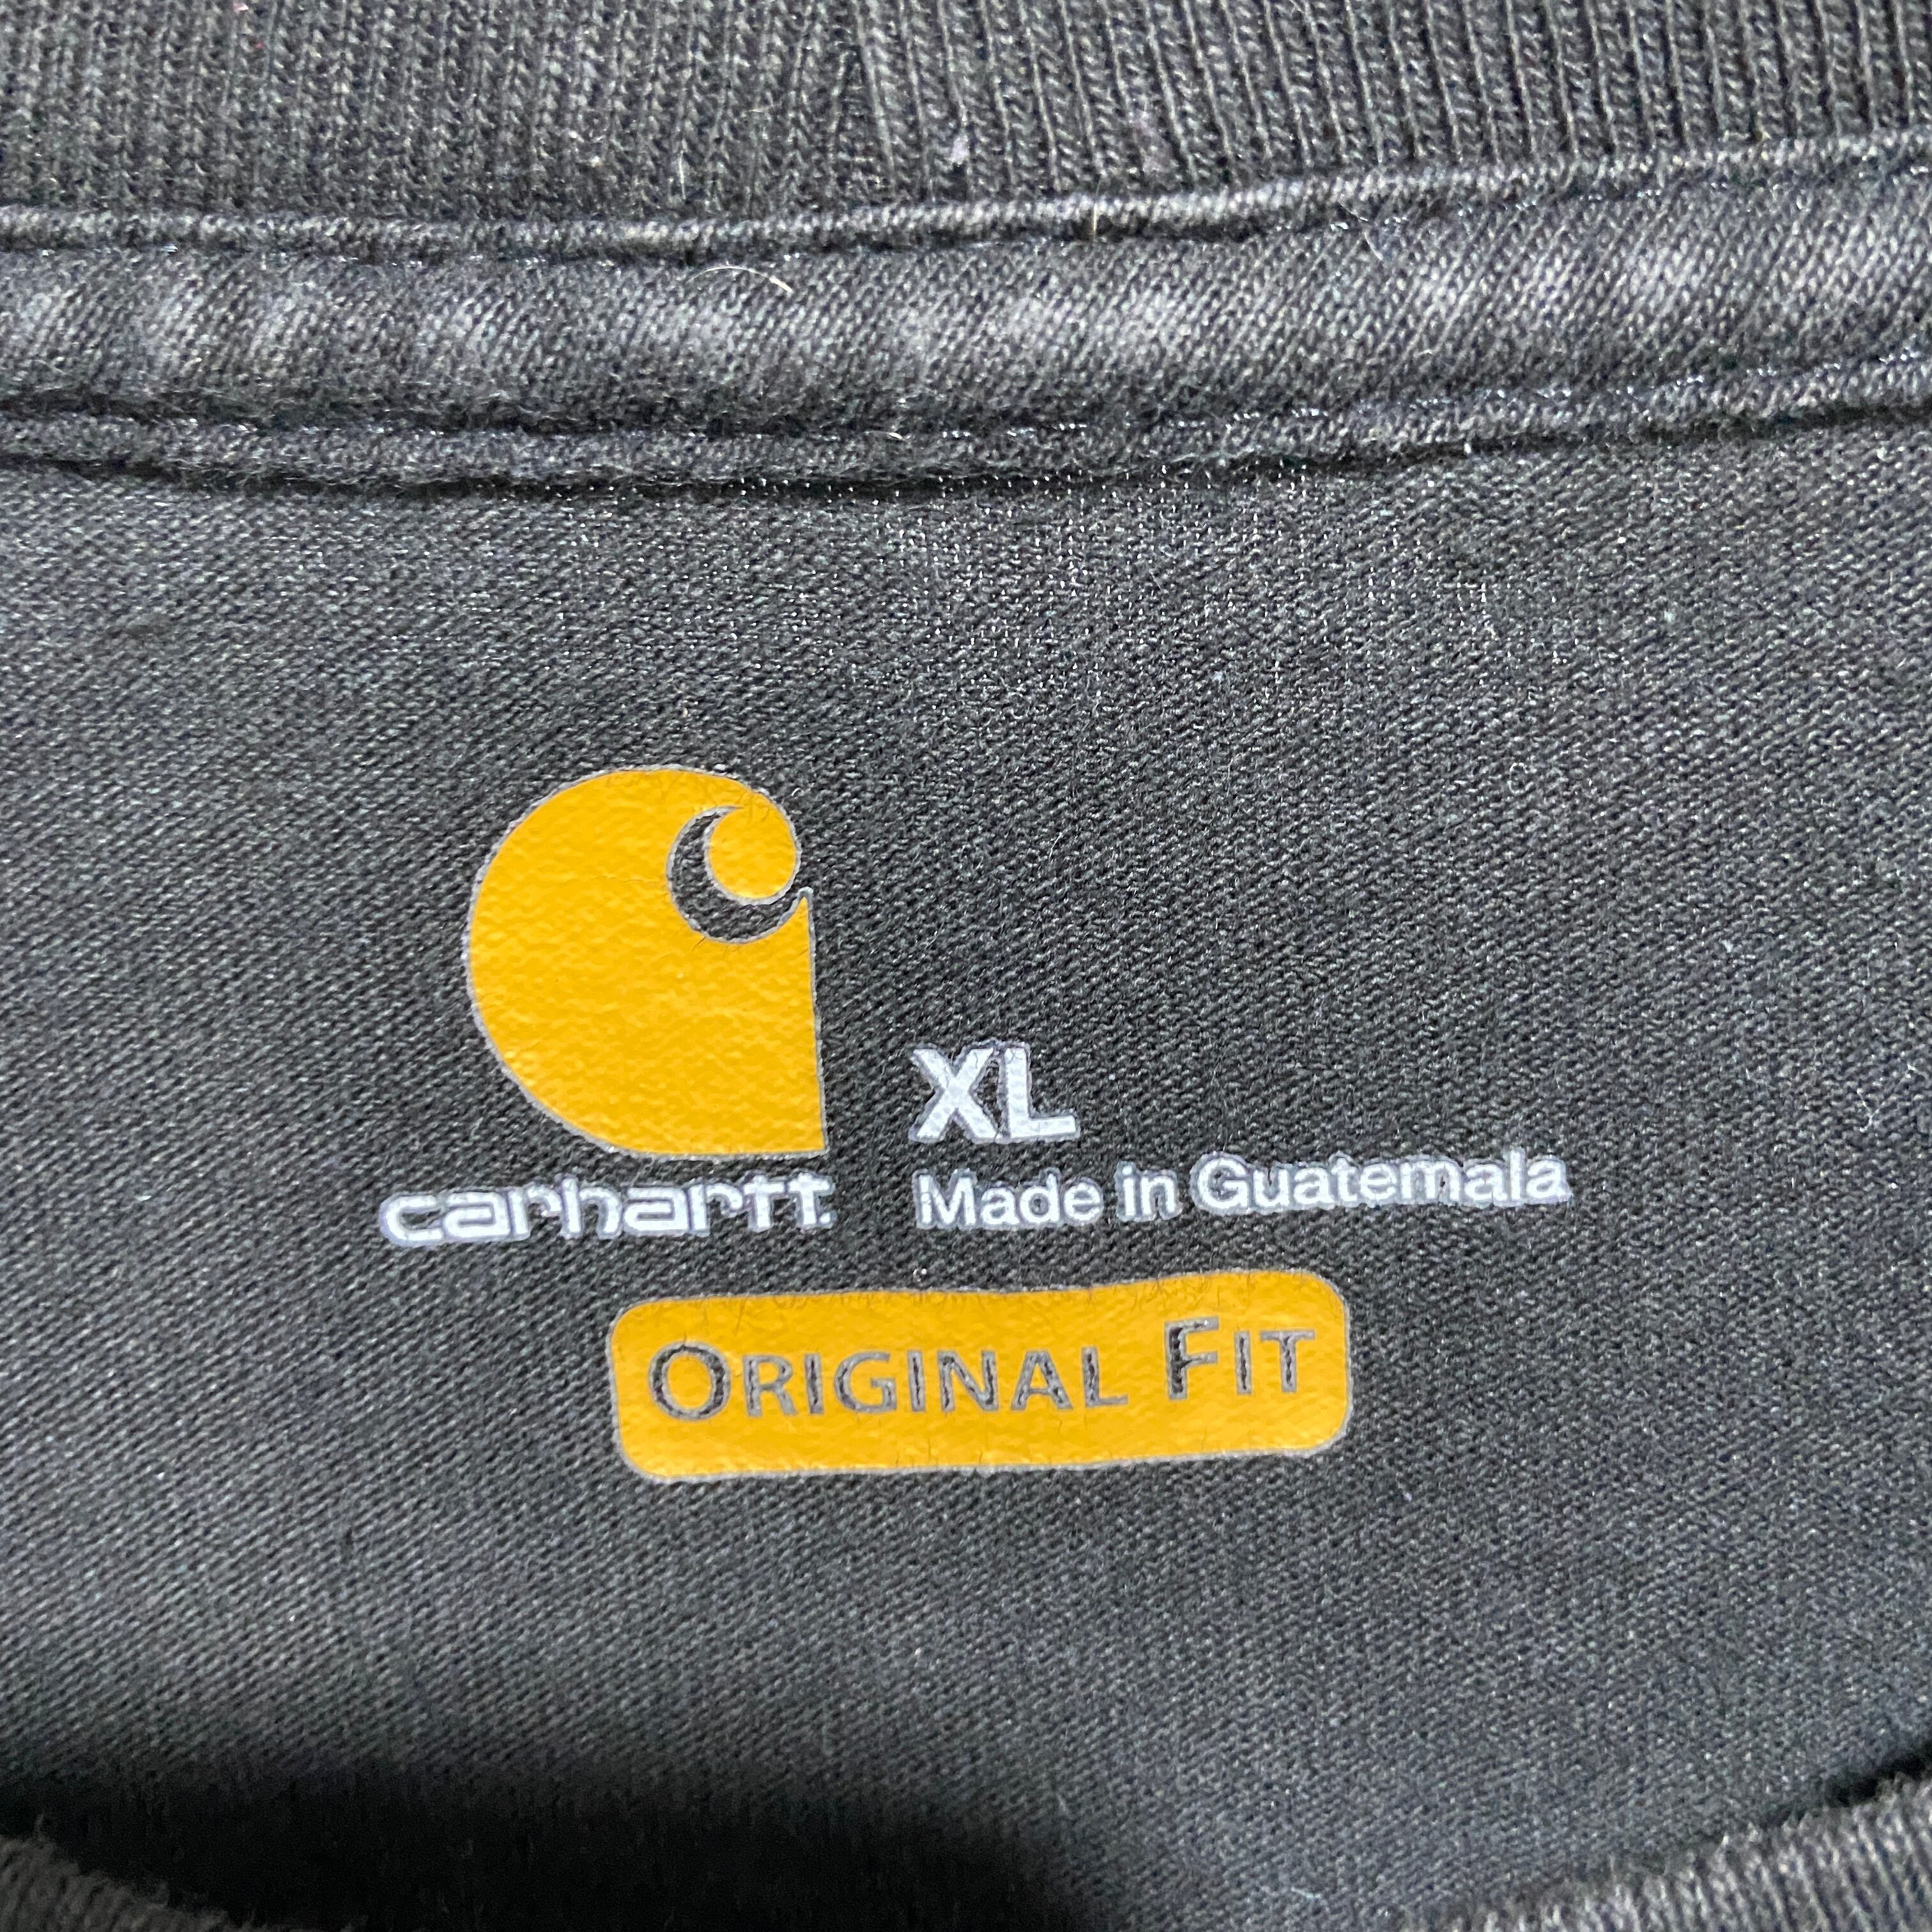 XL
carhartt.
Made in Guatemala
ORIGINAL FIT